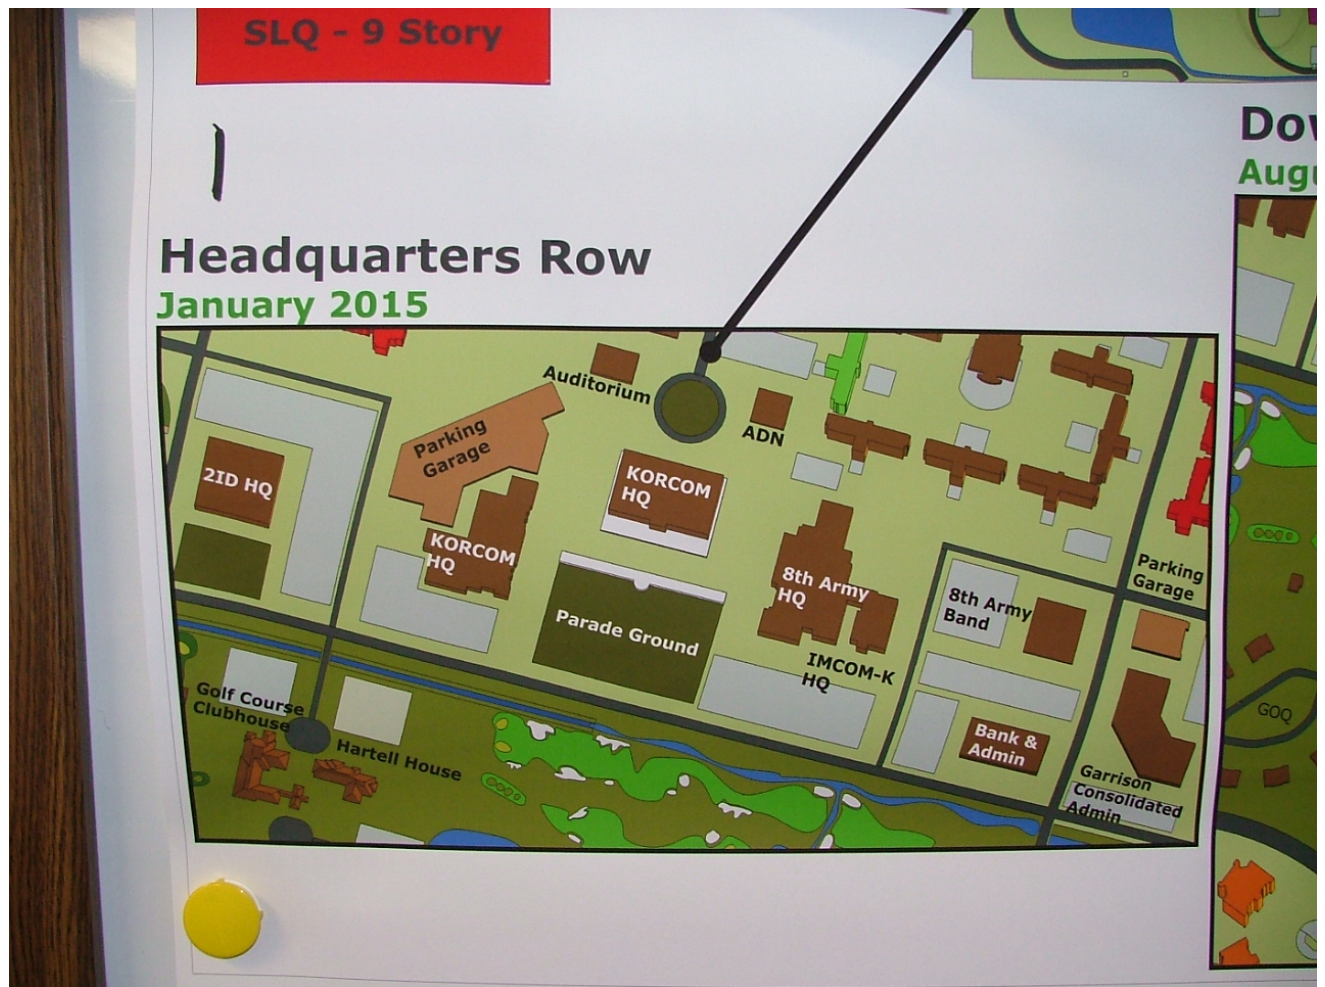 SLQ - 9 Story
Headquarters Row
January 2015
Auditorium
ADN
Parking
Garage
2ID HQ
KORCOM
HQ
KORCOM
HQ
8th Army
HQ
Parade Ground
IMCOM-K
HQ
8th Army
Band
Parking
Garage
Bank &
Admin
Garrison
Consolidated
Admin
Golf Course
Clubhouse
Hartell House
GOQ